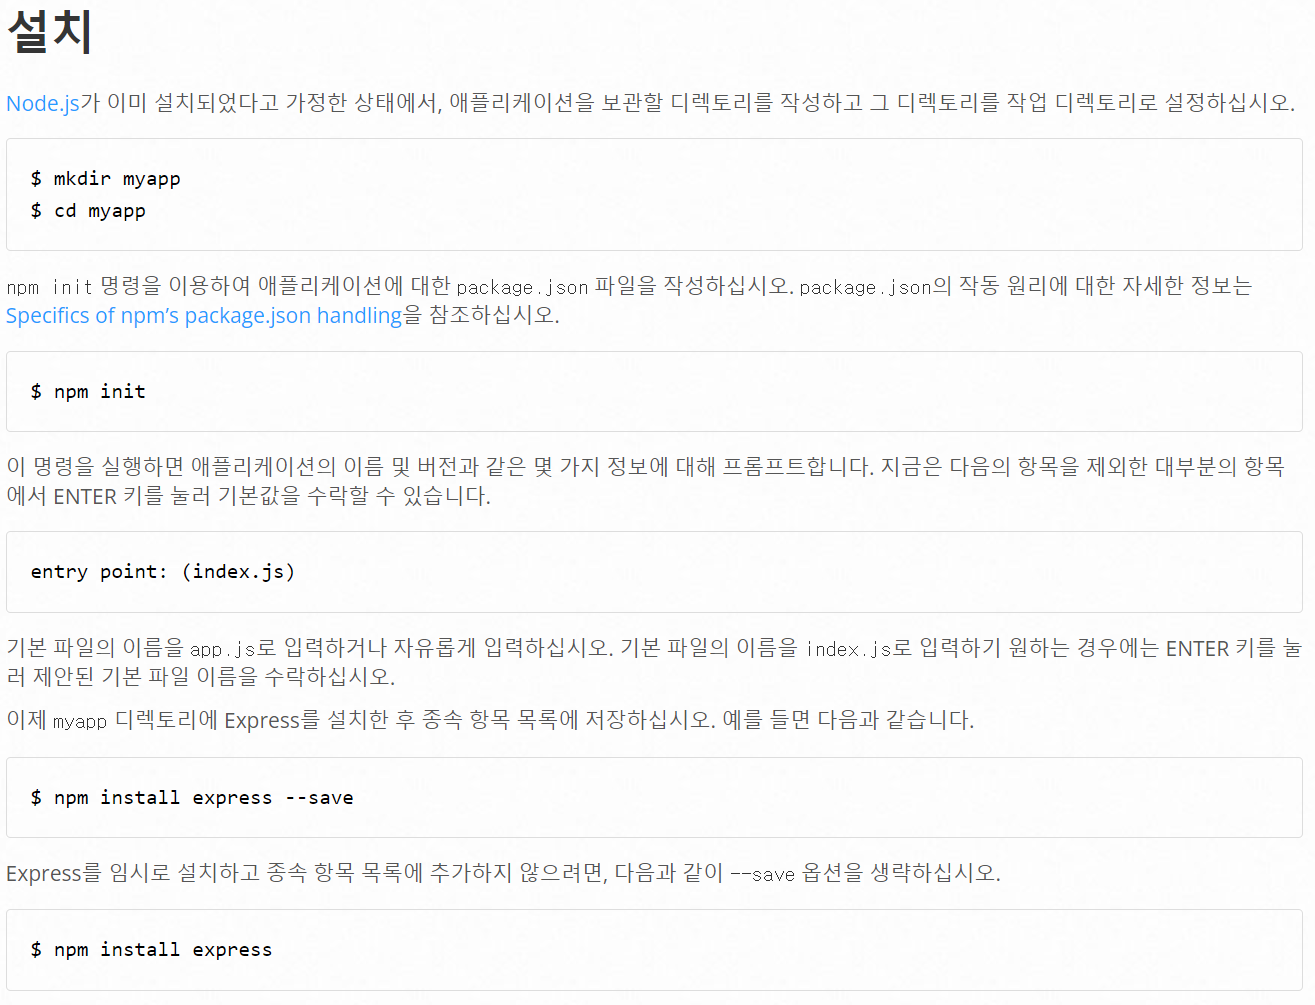 설치
Node.js가 이미 설치되었다고 가정한 상태에서, 애플리케이션을 보관할 디렉토리를 작성하고 그 디렉토리를 작업 디렉토리로 설정하십시오.
$ mkdir myapp
$ cd myapp
npm init 명령을 이용하여 애플리케이션에 대한 package.json 파일을 작성하십시오. package.json의 작동 원리에 대한 자세한 정보는
Specifics of npm’s package.json handling을 참조하십시오.
$ npm init
이 명령을 실행하면 애플리케이션의 이름 및 버전과 같은 몇 가지 정보에 대해 프롬프트합니다. 지금은 다음의 항목을 제외한 대부분의 항목
에서 ENTER 키를 눌러 기본값을 수락할 수 있습니다.
entry point: (index.js)
기본 파일의 이름을 app.js로 입력하거나 자유롭게 입력하십시오. 기본 파일의 이름을 index.js로 입력하기 원하는 경우에는 ENTER 키를 눌
러 제안된 기본 파일 이름을 수락하십시오.
이제 myapp 디렉토리에 Express를 설치한 후 종속 항목 목록에 저장하십시오. 예를 들면 다음과 같습니다.
$ npm install express --save
Express를 임시로 설치하고 종속 항목 목록에 추가하지 않으려면, 다음과 같이 --save 옵션을 생략하십시오.
$ npm install express